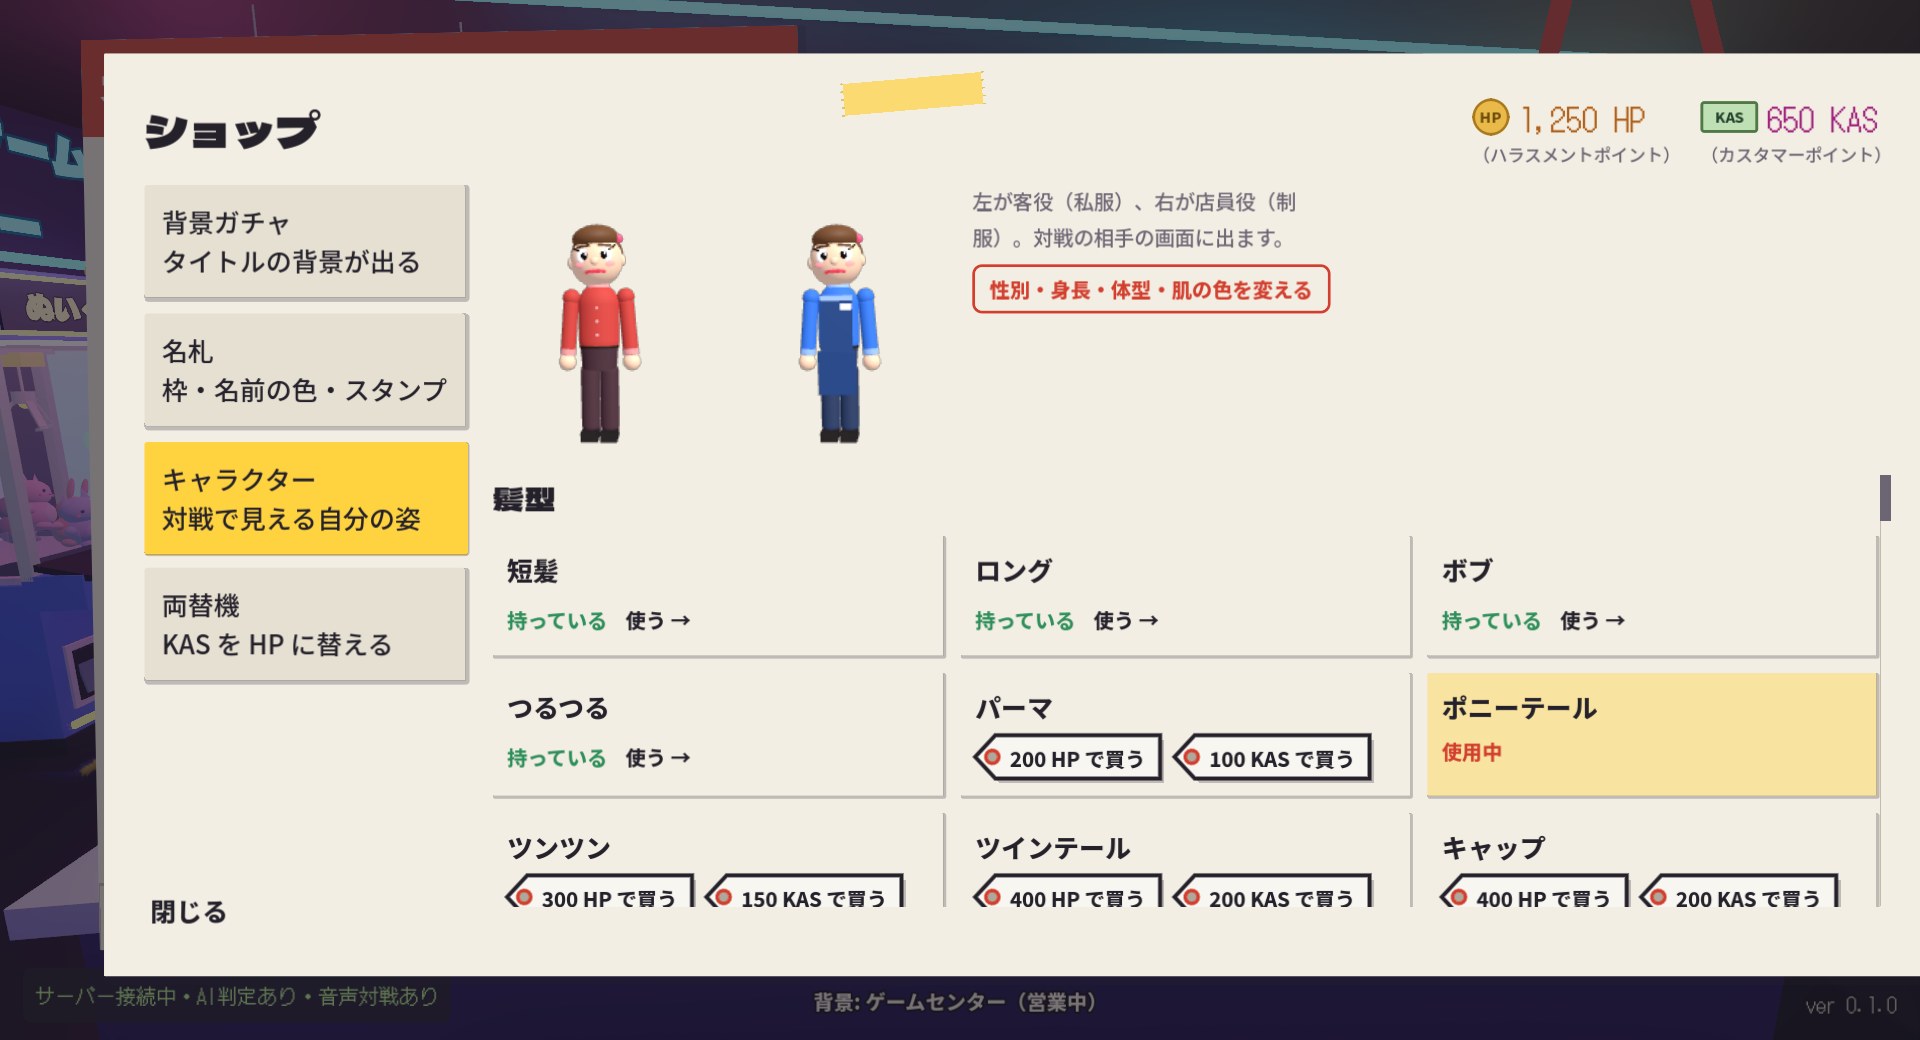 ショップ
HP 1,250 HP
（ハラスメントポイント）
KAS 650 KAS
（カスタマーポイント）
背景ガチャ
タイトルの背景が出る
名札
枠・名前の色・スタンプ
キャラクター
対戦で見える自分の姿
両替機
KAS を HP に替える
閉じる
左が客役（私服）、右が店員役（制
服）。対戦の相手の画面に出ます。
性別・身長・体型・肌の色を変える
髪型
短髪
持っている 使う→
ロング
持っている 使う→
ボブ
持っている 使う→
つるつる
持っている 使う→
パーマ
200 HP で買う 100 KAS で買う
ポニーテール
使用中
ツンツン
300 HP で買う 150 KAS で買う
ツインテール
400 HP で買う 200 KAS で買う
キャップ
400 HP で買う 200 KAS で買う
ぬい
サーバー接続中・AI判定あり・音声対戦あり
背景: ゲームセンター（営業中）
ver 0.1.0